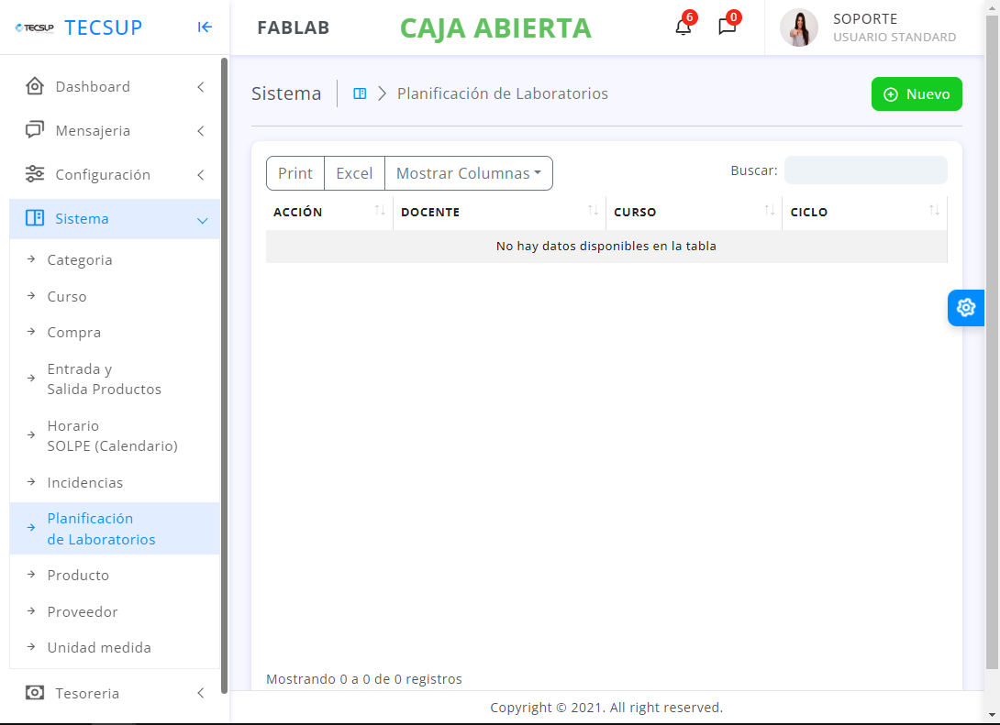 TECSUP
TECSUP
FABLAB
CAJA ABIERTA
6
0
SOPORTE
USUARIO STANDARD
Dashboard
Mensajeria
Configuración
Sistema
Categoria
Curso
Compra
Entrada y
Salida Productos
Horario
SOLPE (Calendario)
Incidencias
Planificación
de Laboratorios
Producto
Proveedor
Unidad medida
Tesoreria
Sistema
Planificación de Laboratorios
Nuevo
Print
Excel
Mostrar Columnas
Buscar:
ACCIÓN
DOCENTE
CURSO
CICLO
No hay datos disponibles en la tabla
Mostrando 0 a 0 de 0 registros
Copyright © 2021. All right reserved.